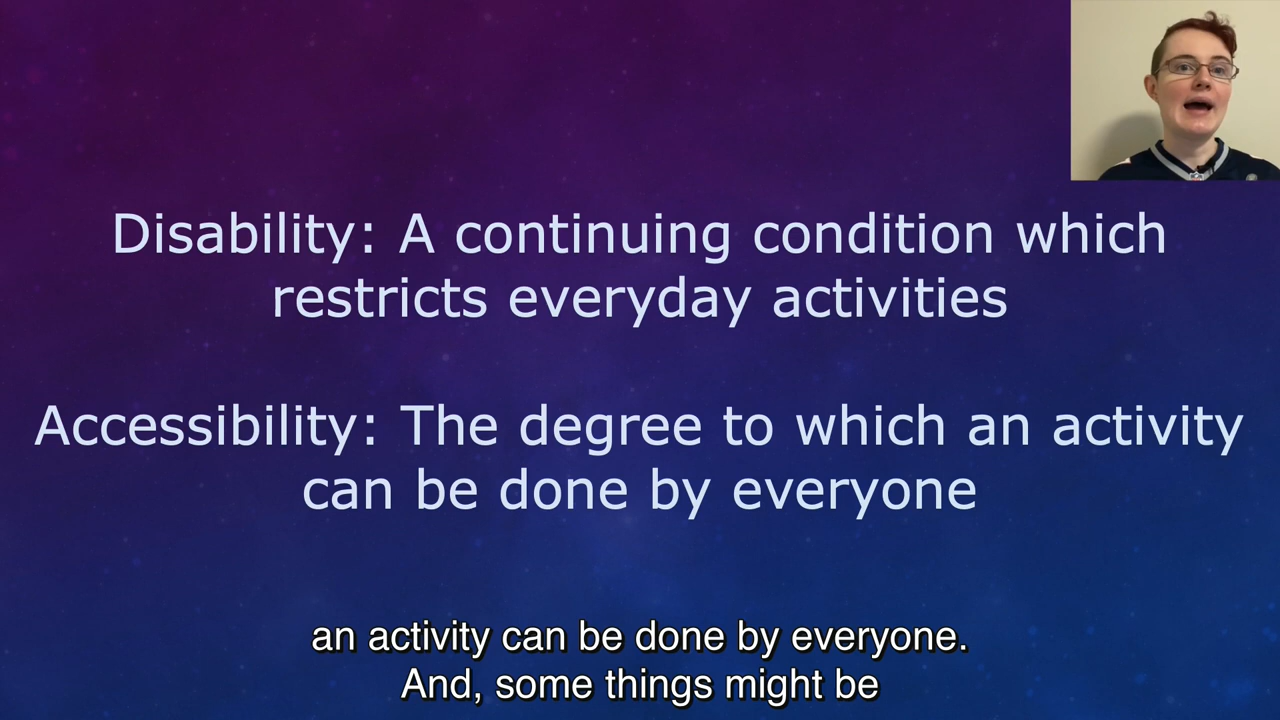 Disability: A continuing condition which
restricts everyday activities
Accessibility: The degree to which an activity
can be done by everyone
an activity can be done by everyone.
And, some things might be